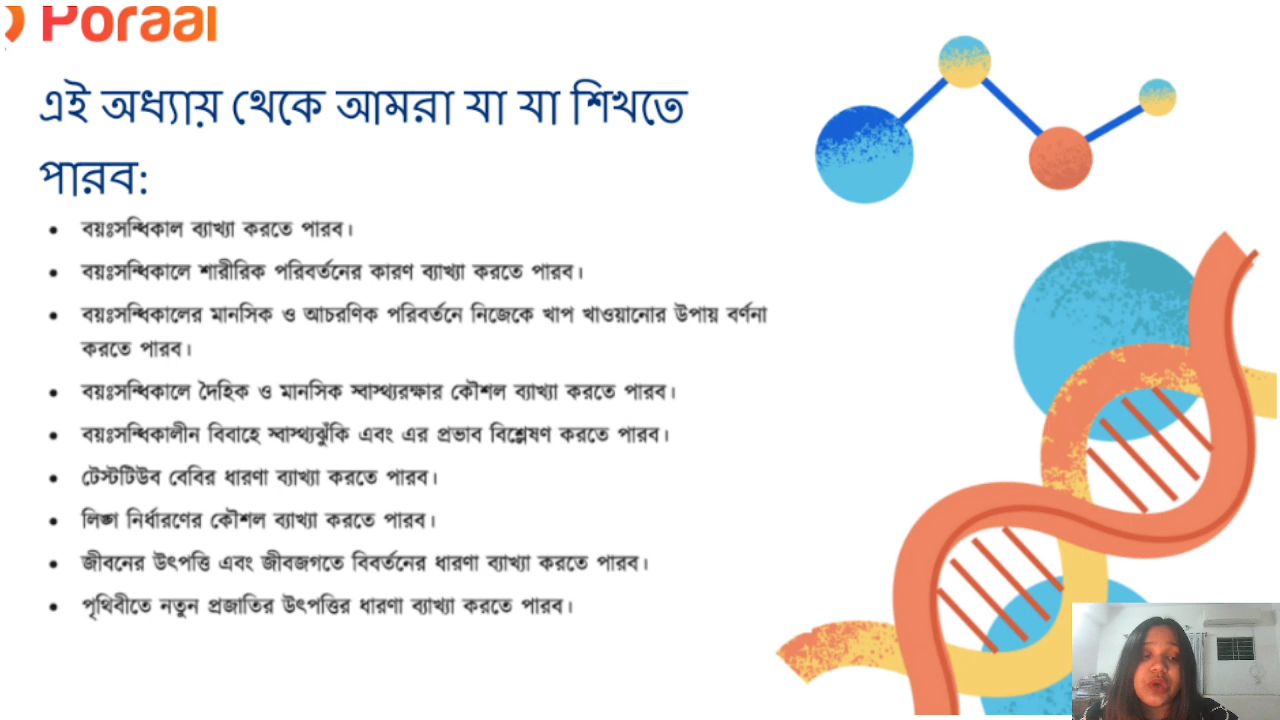 Poraai
এই অধ্যায় থেকে আমরা যা যা শিখতে
পারব:
• বয়ঃসন্ধিকাল ব্যাখ্যা করতে পারব।
• বয়ঃসন্ধিকালে শারীরিক পরিবর্তনের কারণ ব্যাখ্যা করতে পারব।
• বয়ঃসন্ধিকালের মানসিক ও আচরণিক পরিবর্তনে নিজেকে খাপ খাওয়ানোর উপায় বর্ণনা
করতে পারব।
• বয়ঃসন্ধিকালে দৈহিক ও মানসিক স্বাস্থ্যরক্ষার কৌশল ব্যাখ্যা করতে পারব।
• বয়ঃসন্ধিকালীন বিবাহে স্বাস্থ্যঝুঁকি এবং এর প্রভাব বিশ্লেষণ করতে পারব।
• টেস্টটিউব বেবির ধারণা ব্যাখ্যা করতে পারব।
• লিঙ্গ নির্ধারণের কৌশল ব্যাখ্যা করতে পারব।
• জীবনের উৎপত্তি এবং জীবজগতে বিবর্তনের ধারণা ব্যাখ্যা করতে পারব।
• পৃথিবীতে নতুন প্রজাতির উৎপত্তির ধারণা ব্যাখ্যা করতে পারব।